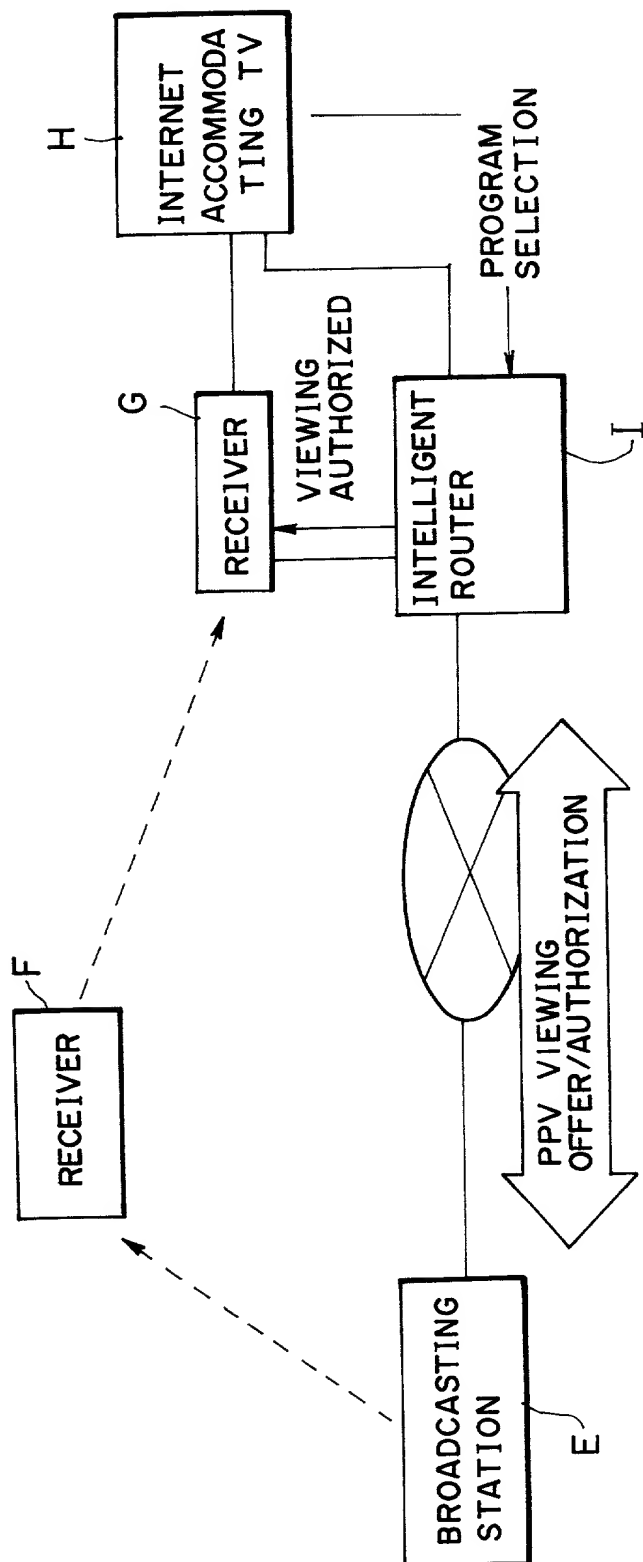 F
RECEIVER
G
RECEIVER
H
INTERNET
ACCOMMODA
TING TV
VIEWING
AUTHORIZED
BROADCASTING
STATION
E
PPV VIEWING
OFFER/AUTHORIZATION
INTELLIGENT
ROUTER
I
PROGRAM
SELECTION